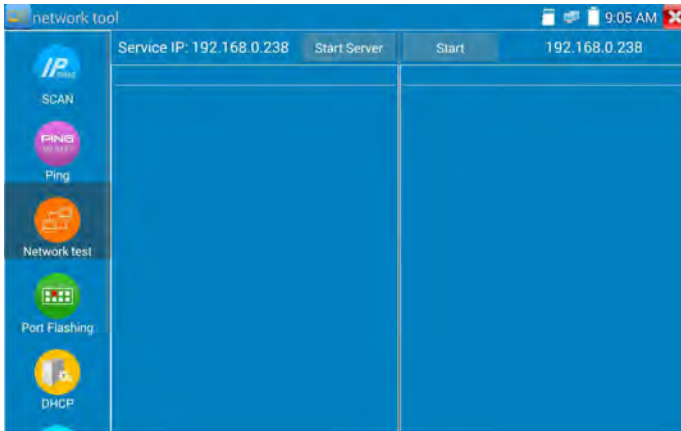 network tool
9:05 AM
Service IP: 192.168.0.238
Start Server
Start
192.168.0.238
IP
SCAN
PING
Ping
Network test
Port Flashing
DHCP